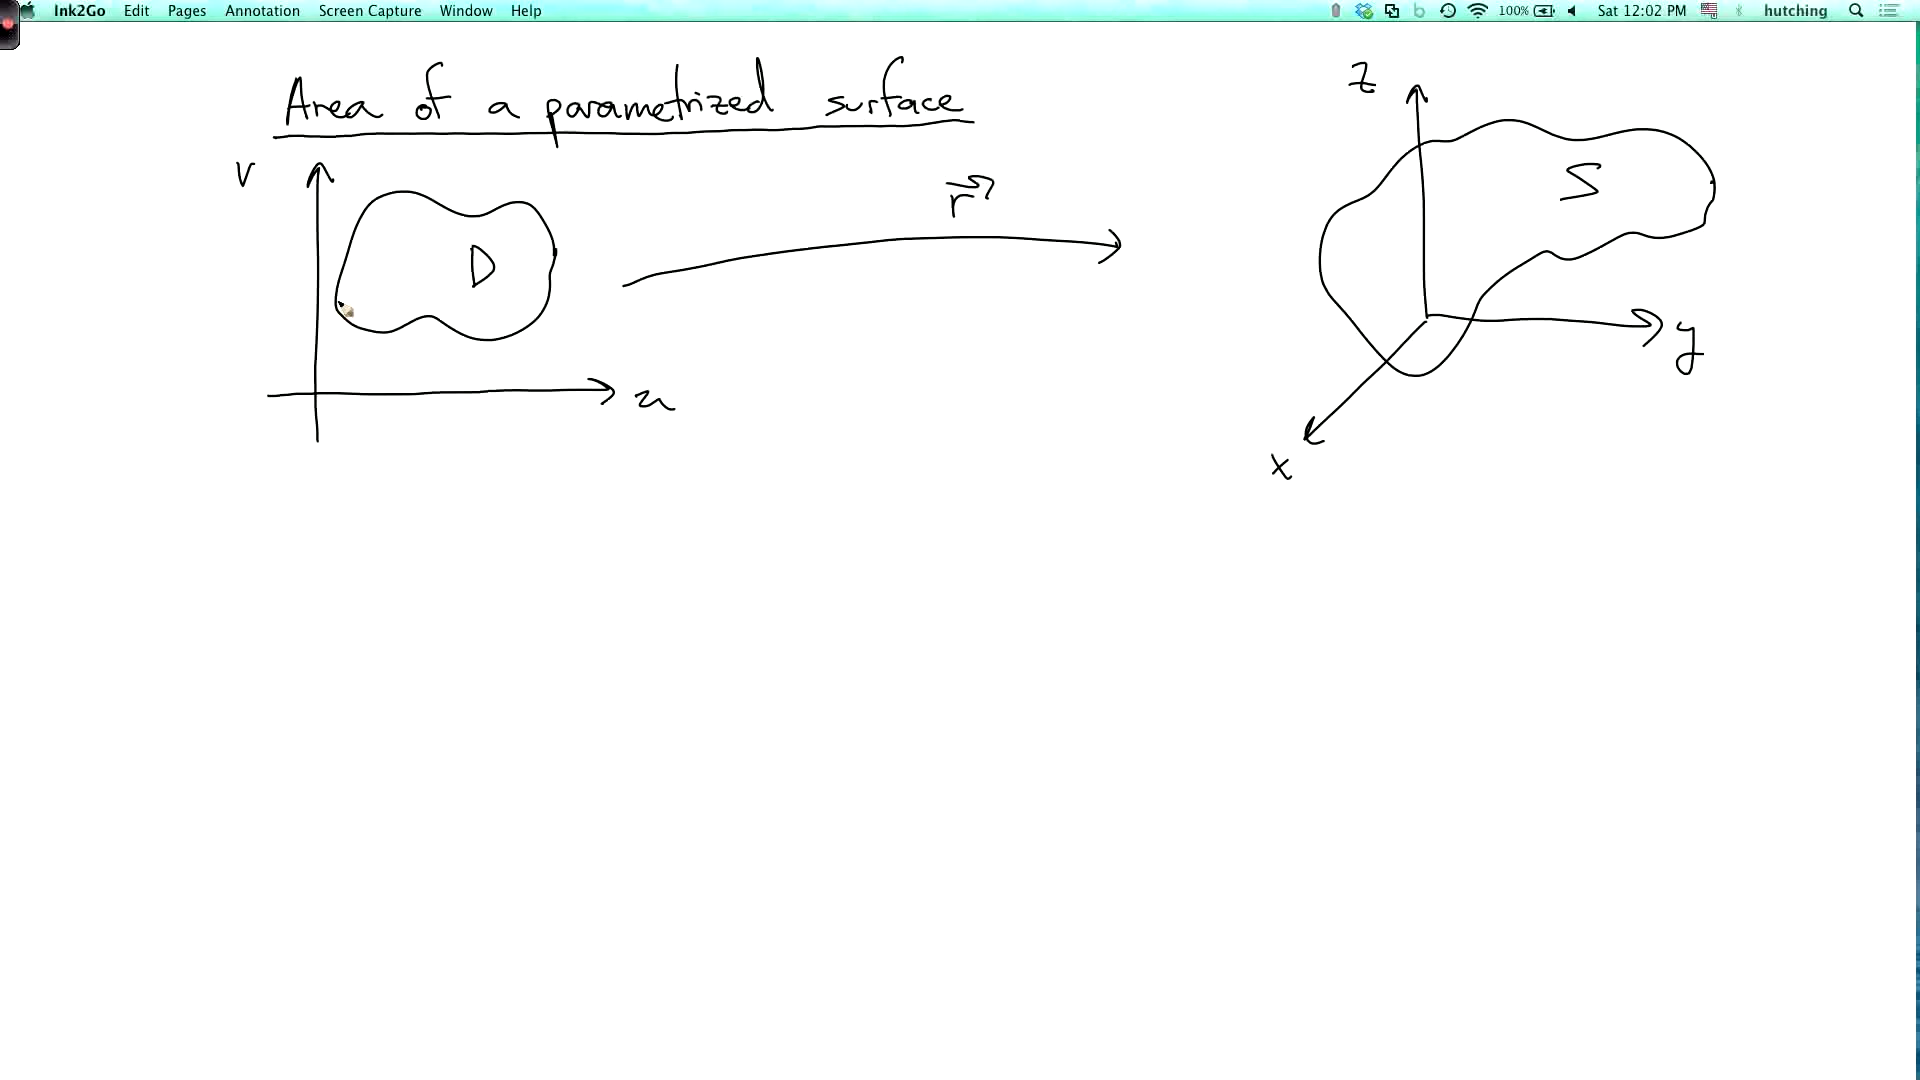 Ink2Go Edit Pages Annotation Screen Capture Window Help 100% Sat 12:02 PM hutching
Area of a parametrized surface
v
D
u
r⃗
z
S
y
x